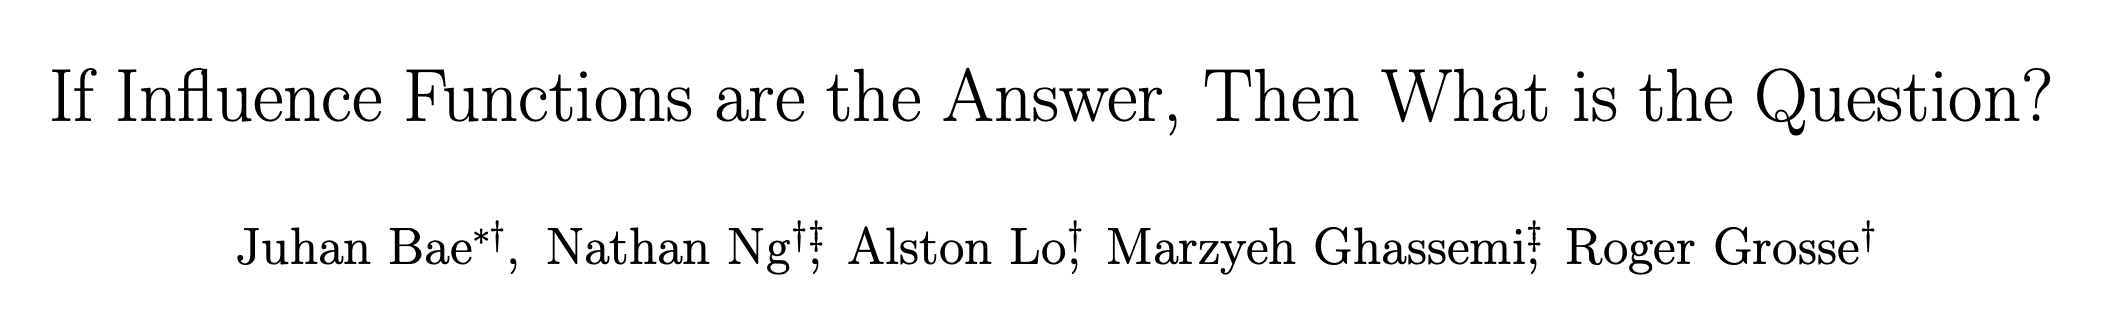 If Influence Functions are the Answer, Then What is the Question?
Juhan Bae*†, Nathan Ng†‡, Alston Lo†, Marzyeh Ghassemi‡, Roger Grosse†